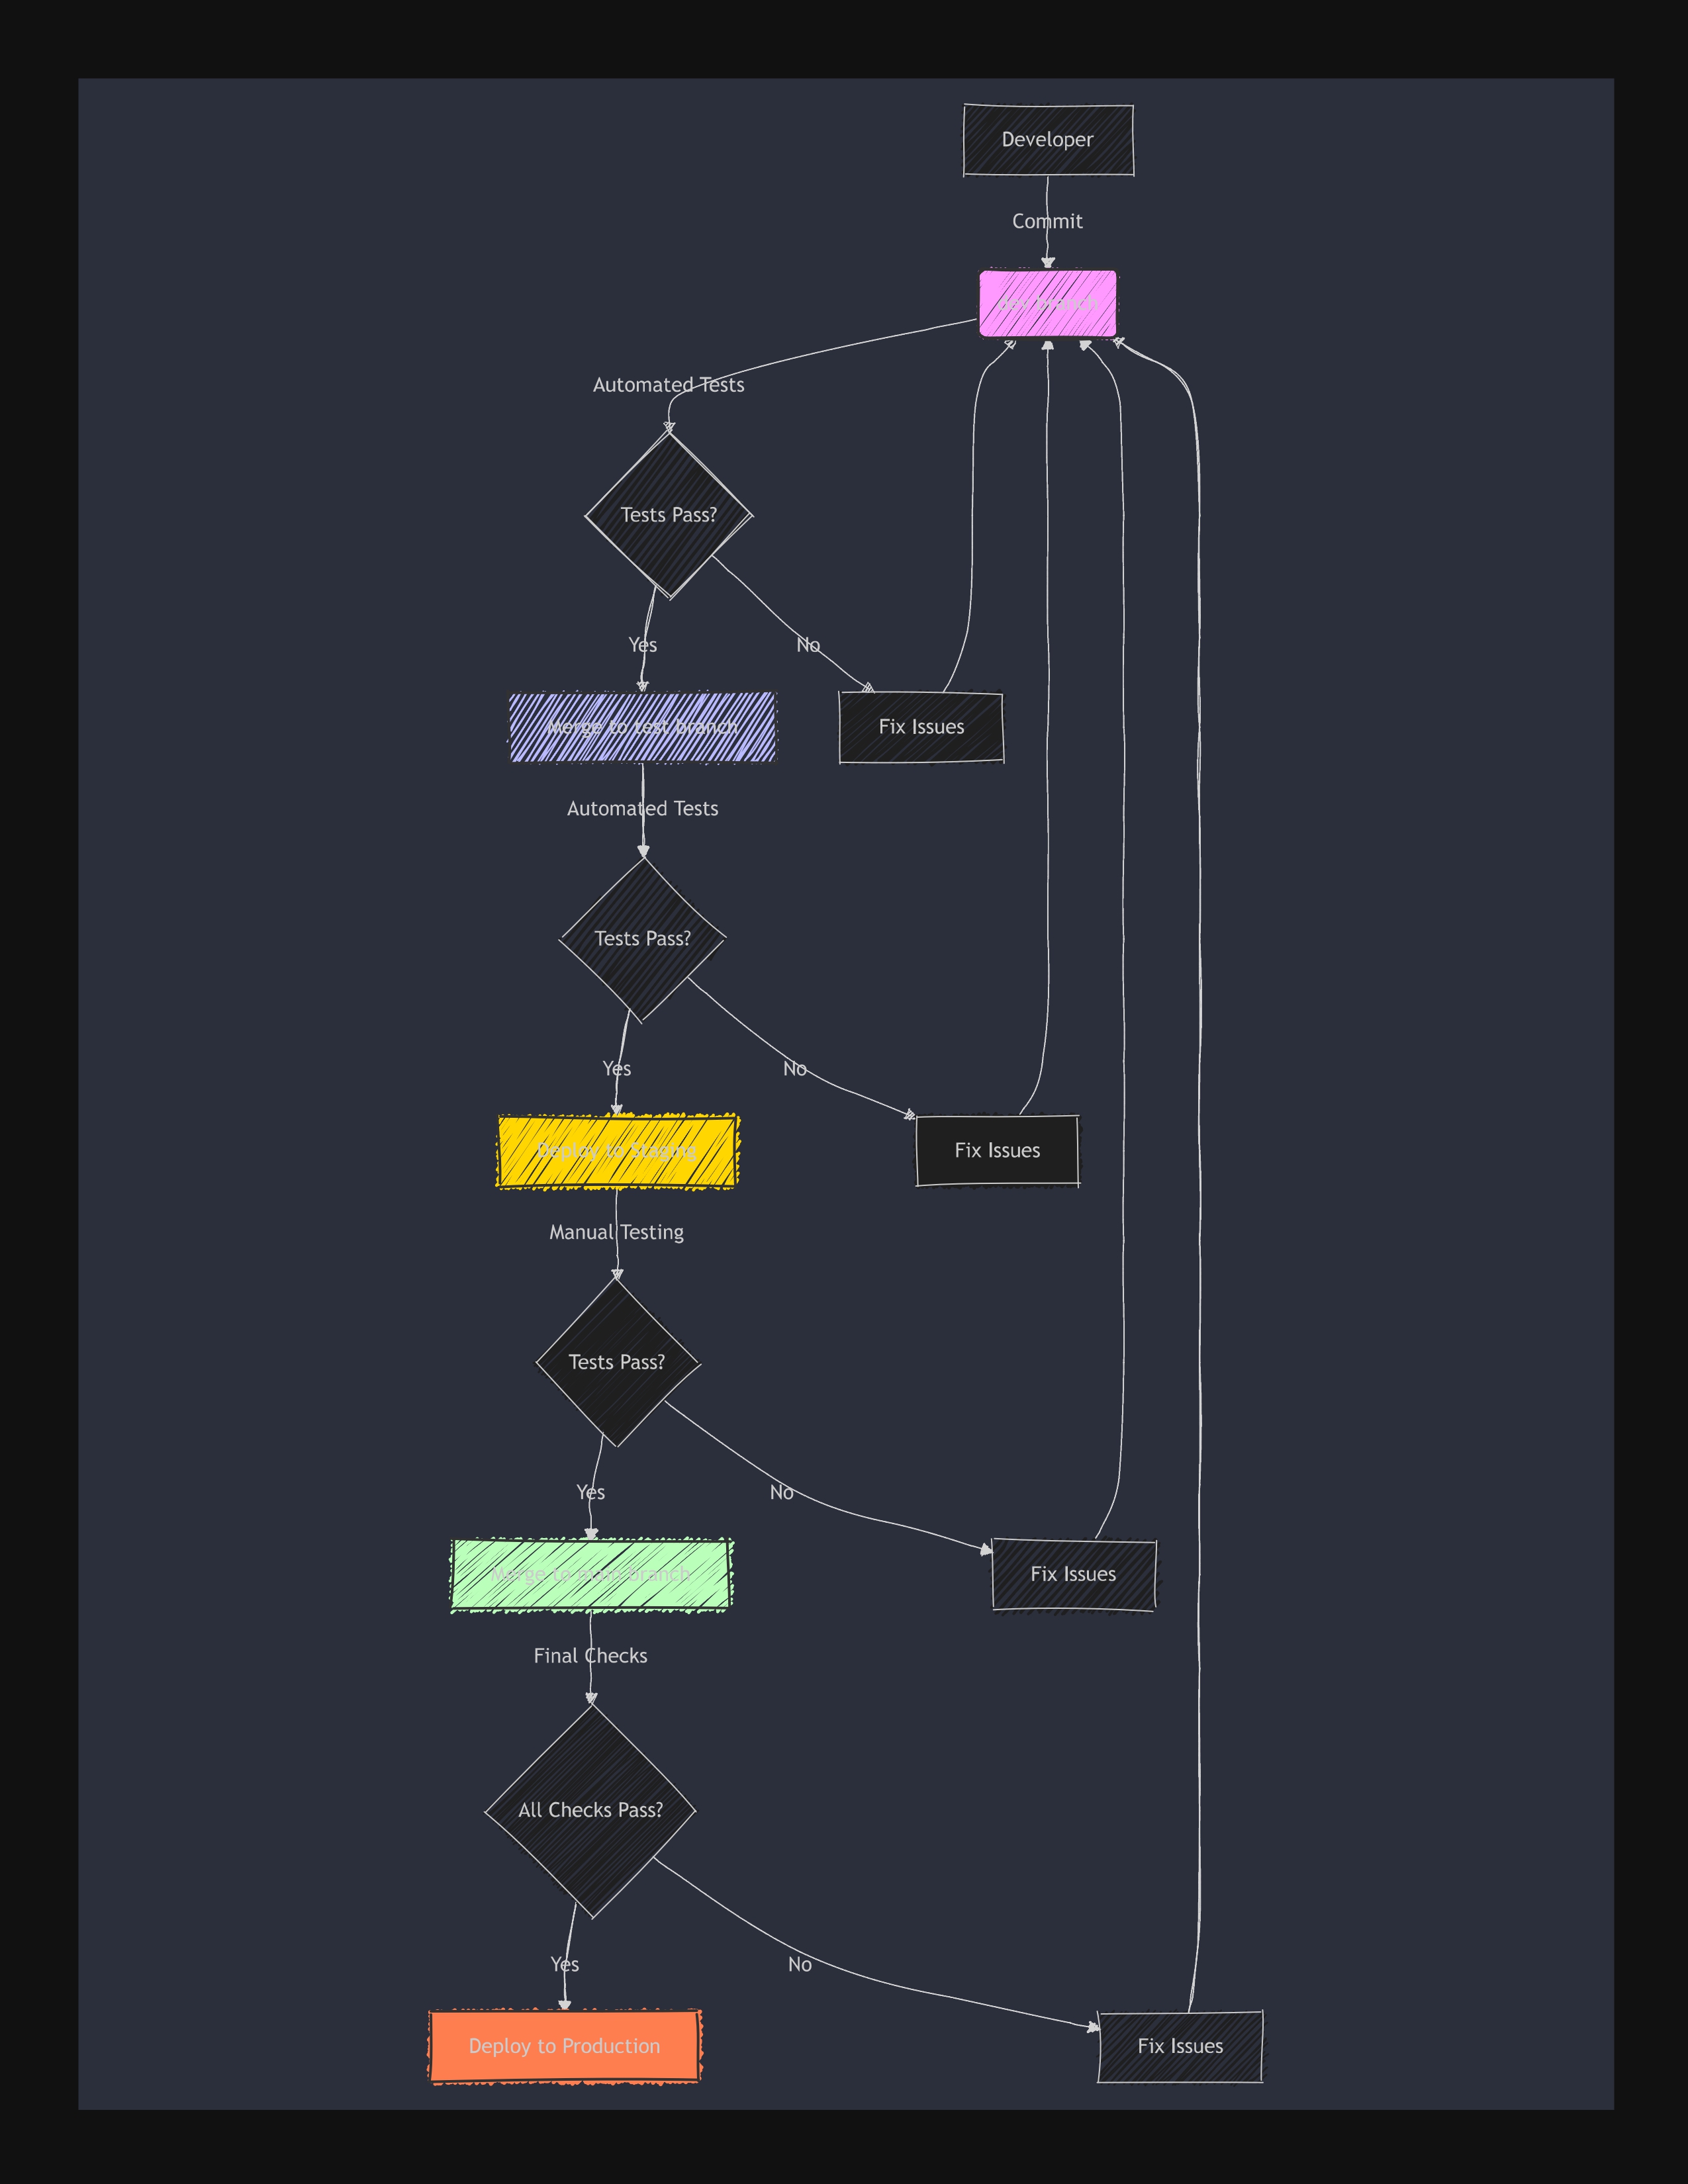 Developer
Commit
dev branch
Automated Tests
Tests Pass?
Yes
No
Merge to test branch
Fix Issues
Automated Tests
Tests Pass?
Yes
No
Deploy to Staging
Fix Issues
Manual Testing
Tests Pass?
Yes
No
Merge to main branch
Fix Issues
Final Checks
All Checks Pass?
Yes
No
Deploy to Production
Fix Issues